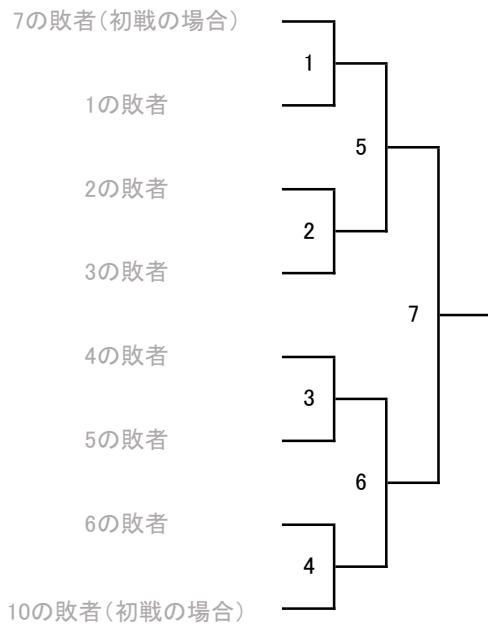 7の敗者(初戦の場合)
1
1の敗者
5
2の敗者
2
3の敗者
7
4の敗者
3
5の敗者
6
6の敗者
4
10の敗者(初戦の場合)